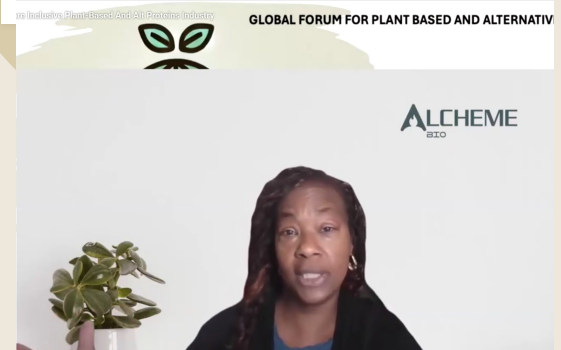 re Inclusive Plant-Based And Alt Proteins Industry
GLOBAL FORUM FOR PLANT BASED AND ALTERNATIV
ALCHEME
BIO